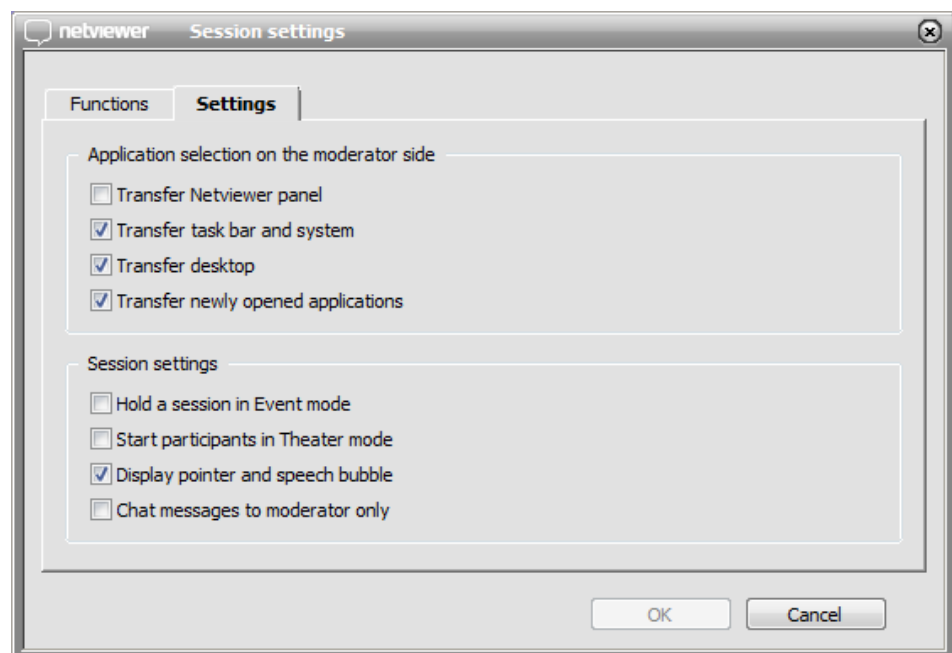 netviewer Session settings
Functions Settings
Application selection on the moderator side
Transfer Netviewer panel
Transfer task bar and system
Transfer desktop
Transfer newly opened applications
Session settings
Hold a session in Event mode
Start participants in Theater mode
Display pointer and speech bubble
Chat messages to moderator only
OK Cancel